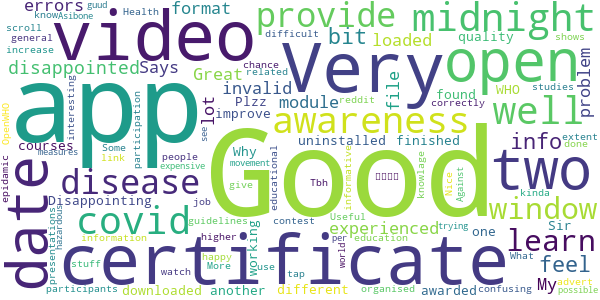 errors
know Asibone
guud
Health
format
scroll
general
increase
video
provide
midnight
difficult
bit
loaded
chance
related
reddit
quality
shows
disappointed
Says
Great
invalid
Plzz
Very
open
file
found
WHO
problem
correctly
studies
app
lot
module
improve
awareness
well
OpenWHO
interesting
participation
courses
Some
link
people
expensive
see
Why
uninstalled
finished
info
extent
done
date
epidemic
measures
disease
Disappointing
movement
give
educational
Good
Tbh
informative
knowlage
Against
Nice
kinda
two
window
presentations
hazardous
covid
job
guidelines
contest
Useful
education
working
experienced
trying
one
Sir
learn
information
stuff
certificate
higher
happy
More
watch
use
tap
per
world
organised
What
confusing
My
feel
advert
possible
participants
downloaded
another
different
awarded